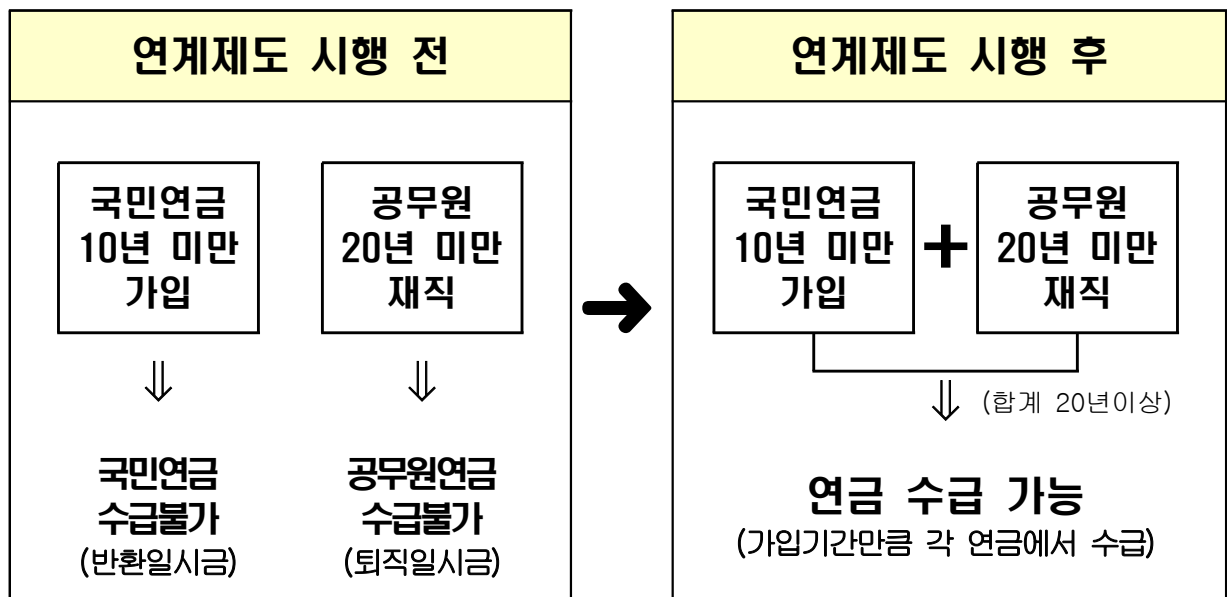 연계제도 시행 전
국민연금
10년 미만
가입
공무원
20년 미만
재직
⇓
⇓
국민연금
수급불가
(반환일시금)
공무원연금
수급불가
(퇴직일시금)
➔
연계제도 시행 후
국민연금
10년 미만
가입
+
공무원
20년 미만
재직
⇓ (합계 20년이상)
연금 수급 가능
(가입기간만큼 각 연금에서 수급)